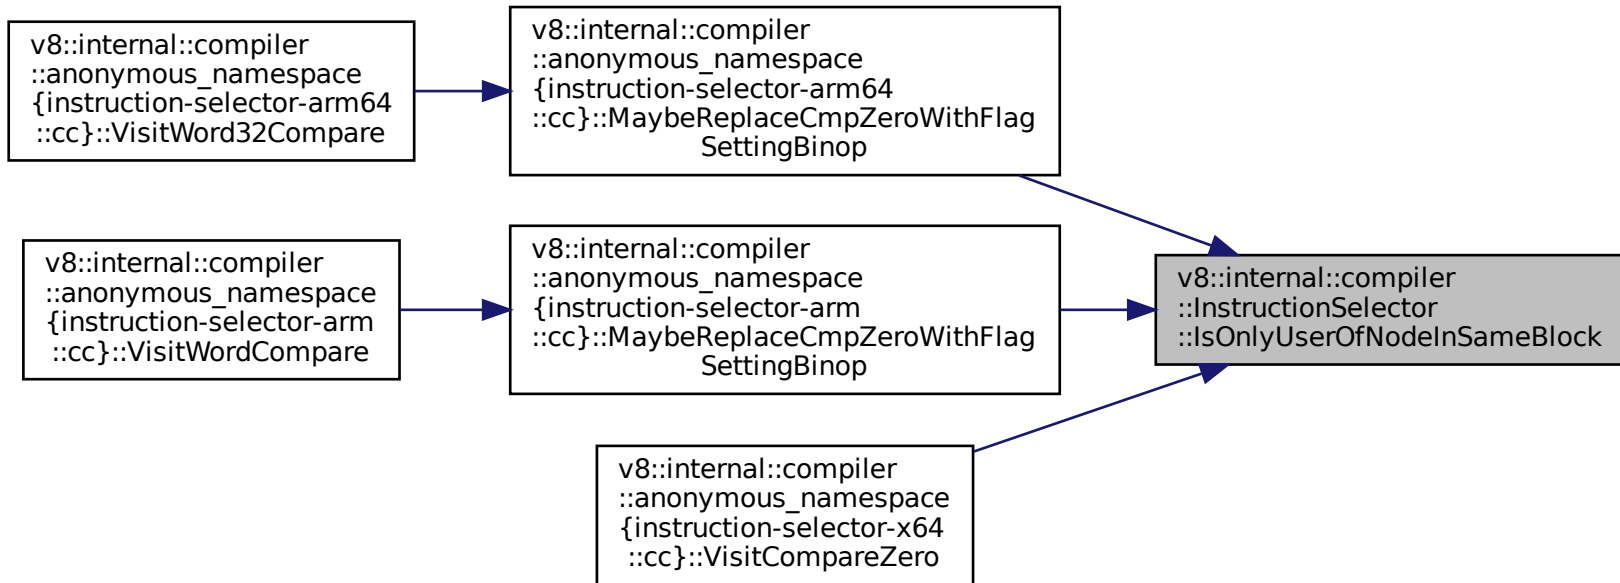 v8::internal::compiler
::anonymous_namespace
{instruction-selector-arm64
::cc}::VisitWord32Compare
v8::internal::compiler
::anonymous_namespace
{instruction-selector-arm64
::cc}::MaybeReplaceCmpZeroWithFlag
SettingBinop
v8::internal::compiler
::anonymous_namespace
{instruction-selector-arm
::cc}::VisitWordCompare
v8::internal::compiler
::anonymous_namespace
{instruction-selector-arm
::cc}::MaybeReplaceCmpZeroWithFlag
SettingBinop
v8::internal::compiler
::InstructionSelector
::IsOnlyUserOfNodeInSameBlock
v8::internal::compiler
::anonymous_namespace
{instruction-selector-x64
::cc}::VisitCompareZero